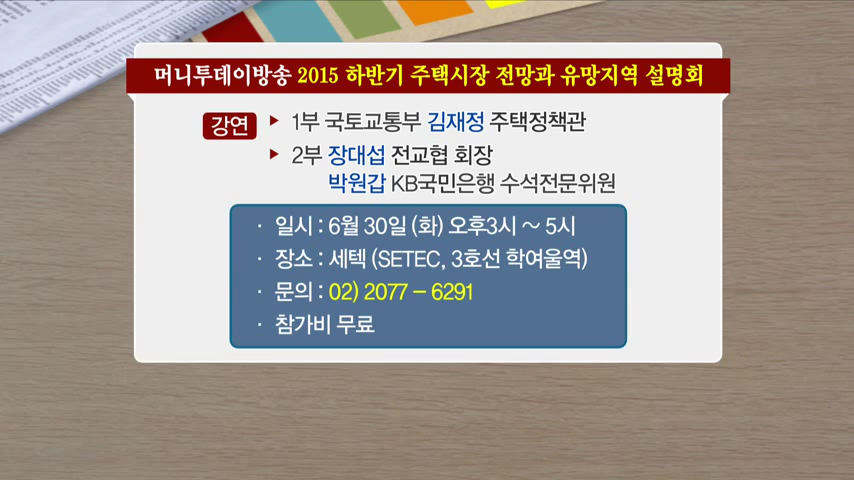 머니투데이방송 2015 하반기 주택시장 전망과 유망지역 설명회
강연 ▶ 1부 국토교통부 김재정 주택정책관
▶ 2부 장대섭 전교협 회장
박원갑 KB국민은행 수석전문위원
· 일시 : 6월 30일 (화) 오후3시 ~ 5시
· 장소 : 세텍 (SETEC, 3호선 학여울역)
· 문의 : 02) 2077 - 6291
· 참가비 무료